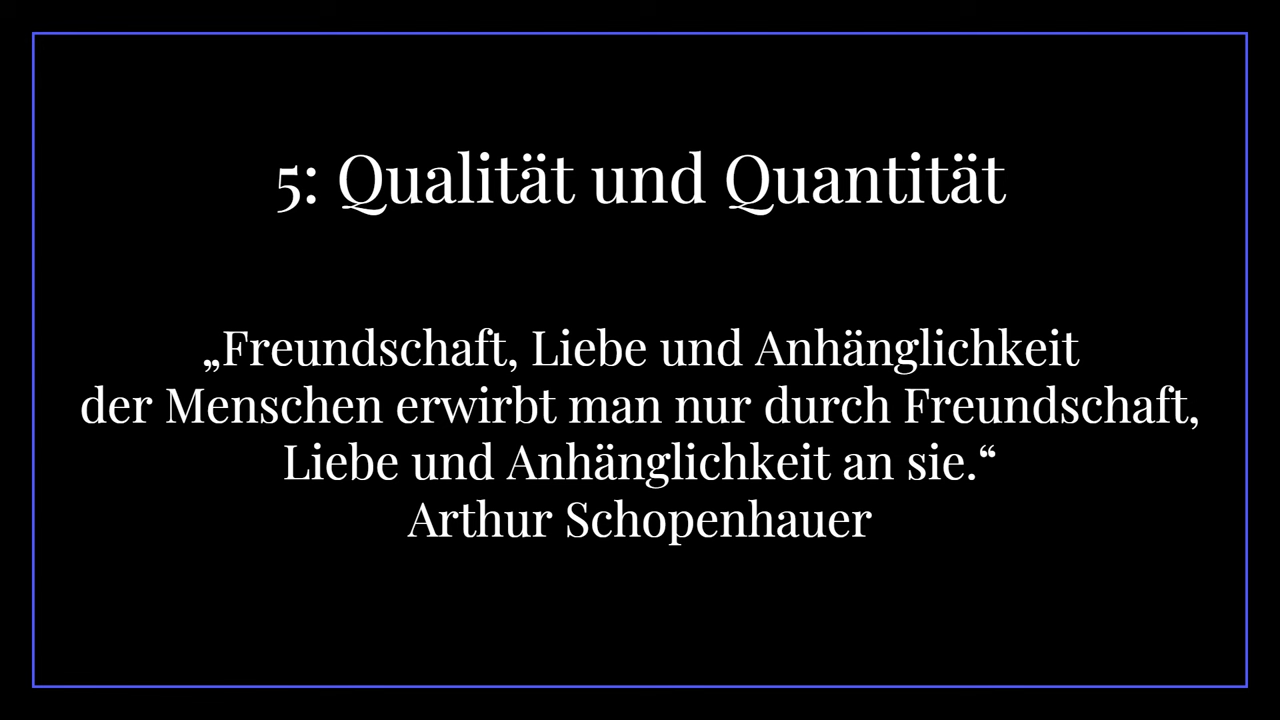 5: Qualität und Quantität
„Freundschaft, Liebe und Anhänglichkeit
der Menschen erwirbt man nur durch Freundschaft,
Liebe und Anhänglichkeit an sie.“
Arthur Schopenhauer